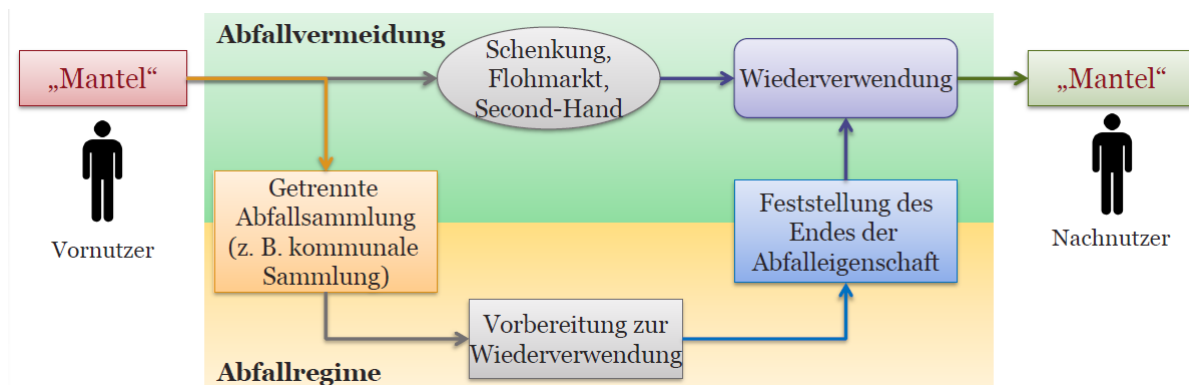 Abfallvermeidung
„Mantel“
Vornutzer
Schenkung,
Flohmarkt,
Second-Hand
Wiederverwendung
„Mantel“
Nachnutzer
Getrennte
Abfallsammlung
(z. B. kommunale
Sammlung)
Feststellung des
Endes der
Abfalleigenschaft
Vorbereitung zur
Wiederverwendung
Abfallregime